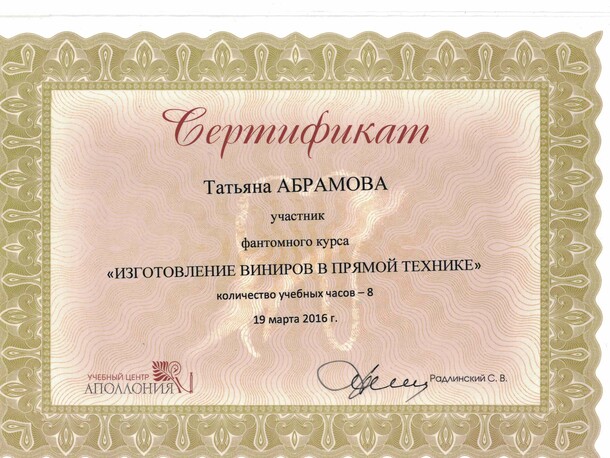 Сертификат
Татьяна АБРАМОВА
участник
фантомного курса
«ИЗГОТОВЛЕНИЕ ВИНИРОВ В ПРЯМОЙ ТЕХНИКЕ»
количество учебных часов – 8
19 марта 2016 г.
УЧЕБНЫЙ ЦЕНТР
АПОЛЛОНИЯ
Радлинский С. В.